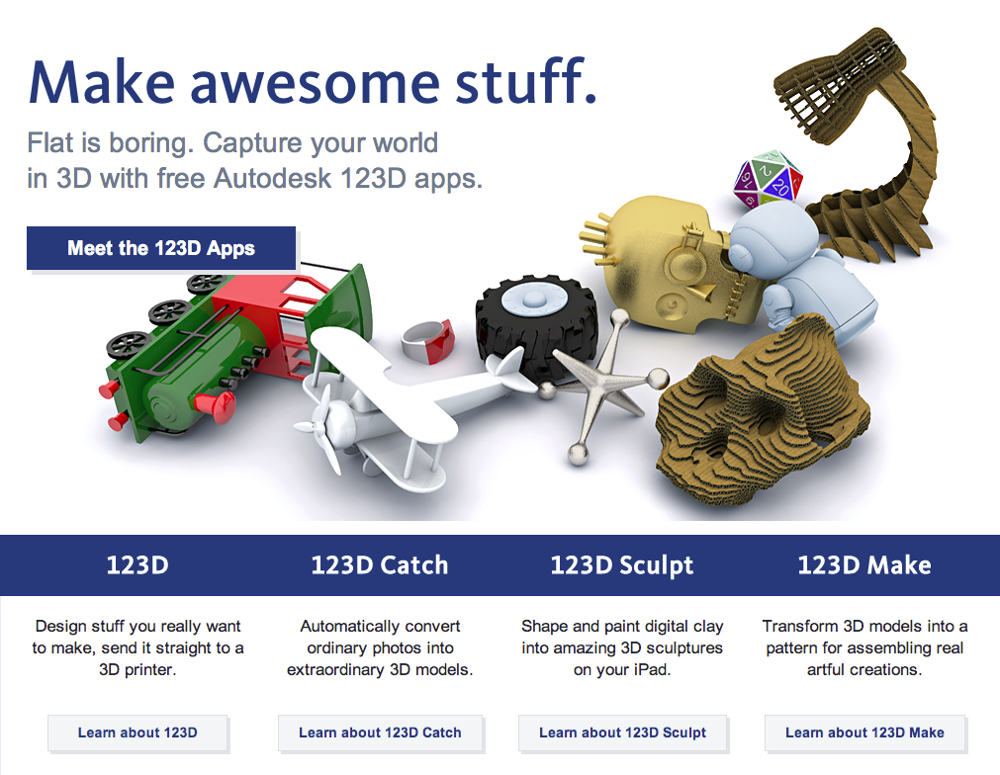 Make awesome stuff.
Flat is boring. Capture your world
in 3D with free Autodesk 123D apps.
Meet the 123D Apps
2
20
123D
123D Catch
123D Sculpt
123D Make
Design stuff you really want
to make, send it straight to a
3D printer.
Automatically convert
ordinary photos into
extraordinary 3D models.
Shape and paint digital clay
into amazing 3D sculptures
on your iPad.
Transform 3D models into a
pattern for assembling real
artful creations.
Learn about 123D
Learn about 123D Catch
Learn about 123D Sculpt
Learn about 123D Make